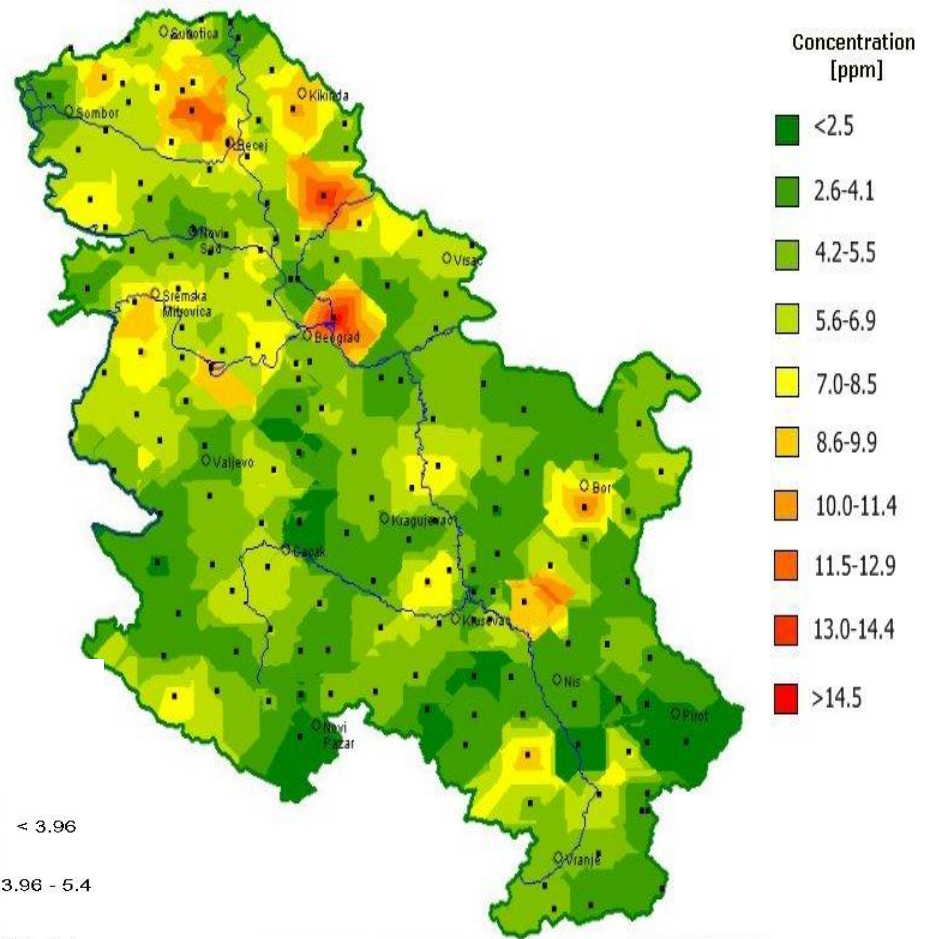 Concentration
[ppm]
<2.5
2.6-4.1
4.2-5.5
5.6-6.9
7.0-8.5
8.6-9.9
10.0-11.4
11.5-12.9
13.0-14.4
>14.5
Subotica
Kikinda
Sombor
Becej
Novi
Sad
Vrsac
Sremska
Mitrovica
Beograd
Valjevo
Bor
Kragujevac
Cacak
Krusevac
Nis
Pirot
Novi
Pazar
Vranje
< 3.96
3.96 - 5.4